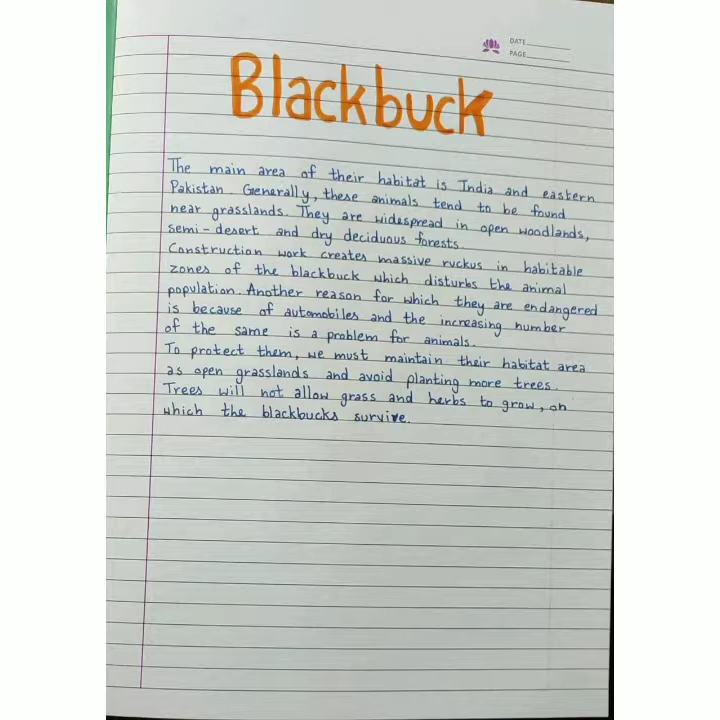 DATE
PAGE
Blackbuck
The main area of their habitat is India and eastern
Pakistan. Generally, these animals tend to be found
near grasslands. They are widespread in open woodlands,
semi-desert and dry deciduous forests.
Construction work creates massive ruckus in habitable
zones of the blackbuck which disturbs the animal
population. Another reason for which they are endangered
is because of automobiles and the increasing number
of the same is a problem for animals.
To protect them, we must maintain their habitat area
as open grasslands and avoid planting more trees.
Trees will not allow grass and herbs to grow, on
which the blackbucks survive.